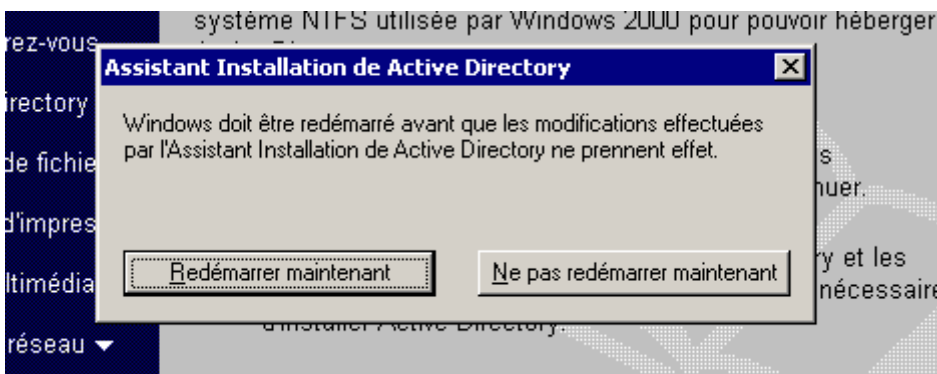 système NTFS utilisée par Windows 2000 pour pouvoir héberger
rez-vous
Assistant Installation de Active Directory
irectory
Windows doit être redémarré avant que les modifications effectuées
par l'Assistant Installation de Active Directory ne prennent effet.
de fichie
s
nuer.
d'impres
Redémarrer maintenant
Ne pas redémarrer maintenant
ry et les
ltimédia
nécessaire
d'installer Active Directory.
réseau